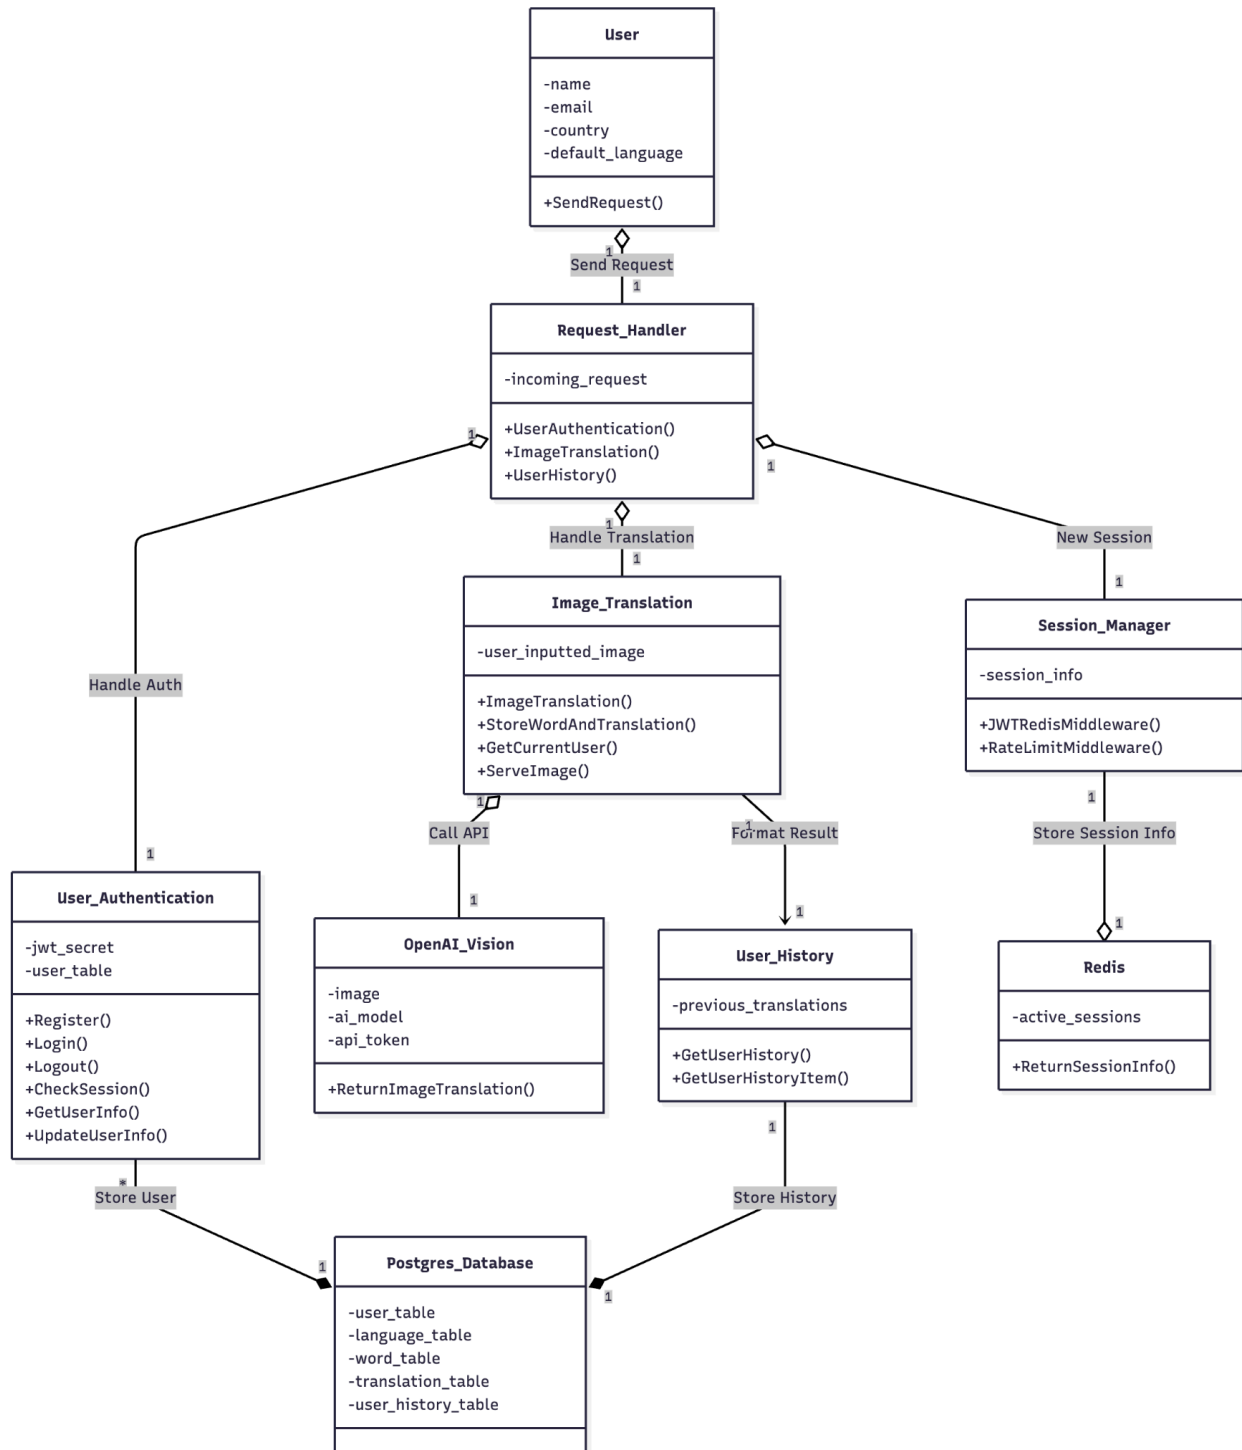 User
-name
-email
-country
-default_language
+SendRequest()
1
Send Request
1
Request_Handler
-incoming_request
+UserAuthentication()
+ImageTranslation()
+UserHistory()
1
1
1
Handle Translation
1
New Session
1
Handle Auth
1
Image_Translation
-user_inputted_image
+ImageTranslation()
+StoreWordAndTranslation()
+GetCurrentUser()
+ServeImage()
Session_Manager
-session_info
+JWTRedisMiddleware()
+RateLimitMiddleware()
1
Call API
1
1
Format Result
1
1
Store Session Info
1
User_Authentication
-jwt_secret
-user_table
+Register()
+Login()
+Logout()
+CheckSession()
+GetUserInfo()
+UpdateUserInfo()
OpenAI_Vision
-image
-ai_model
-api_token
+ReturnImageTranslation()
User_History
-previous_translations
+GetUserHistory()
+GetUserHistoryItem()
Redis
-active_sessions
+ReturnSessionInfo()
*
Store User
1
1
Store History
1
Postgres_Database
-user_table
-language_table
-word_table
-translation_table
-user_history_table